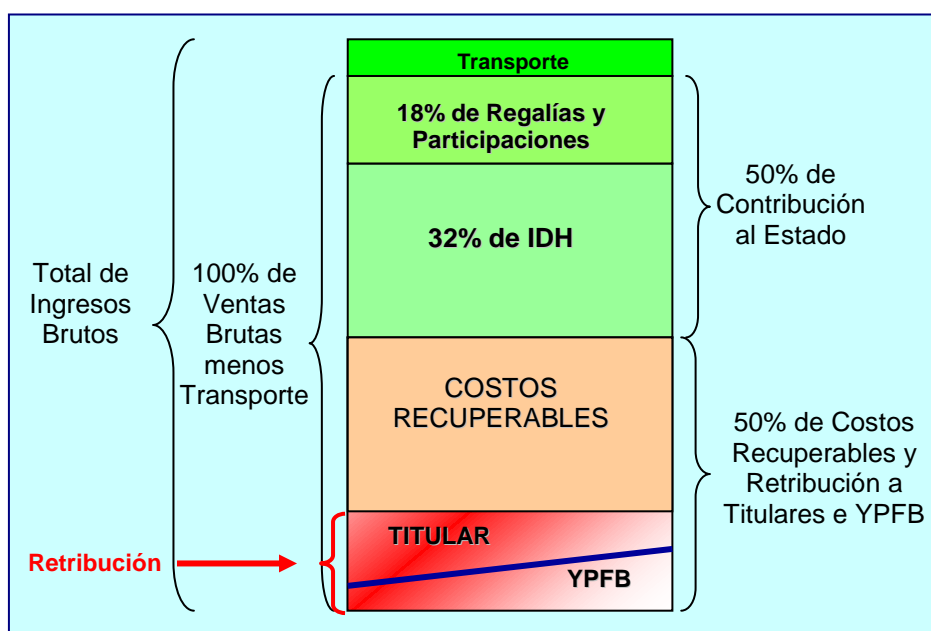 Transporte
18% de Regalías y
Participaciones
32% de IDH
COSTOS
RECUPERABLES
TITULAR
YPFB
Total de
Ingresos
Brutos
100% de
Ventas
Brutas
menos
Transporte
50% de
Contribución
al Estado
50% de Costos
Recuperables y
Retribución a
Titulares e YPFB
Retribución